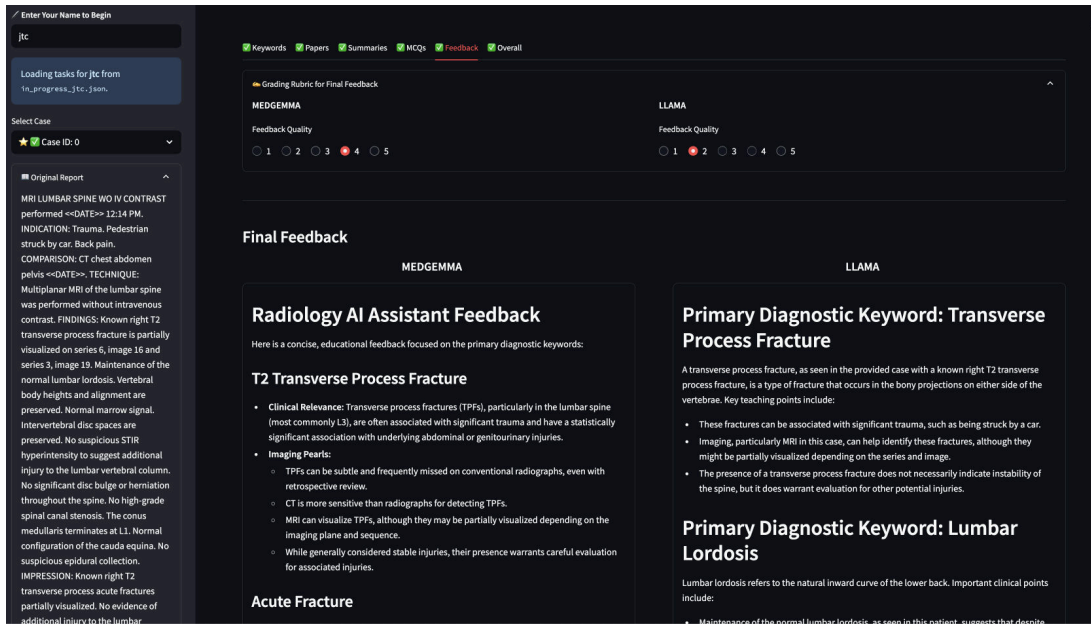 Enter Your Name to Begin
jtc
Loading tasks for jtc from
in_progress_jtc.json.
Select Case
Case ID: 0
Original Report
MRI LUMBAR SPINE WO IV CONTRAST
performed <<DATE>> 12:14 PM.
INDICATION: Trauma. Pedestrian
struck by car. Back pain.
COMPARISON: CT chest abdomen
pelvis <<DATE>>. TECHNIQUE:
Multiplanar MRI of the lumbar spine
was performed without intravenous
contrast. FINDINGS: Known right T2
transverse process fracture is partially
visualized on series 6, image 16 and
series 3, image 19. Maintenance of the
normal lumbar lordosis. Vertebral
body heights and alignment are
preserved. Normal marrow signal.
Intervertebral disc spaces are
preserved. No suspicious STIR
hyperintensity to suggest additional
injury to the lumbar vertebral column.
No significant disc bulge or herniation
throughout the spine. No high-grade
spinal canal stenosis. The conus
medullaris terminates at L1. Normal
configuration of the cauda equina. No
suspicious epidural collection.
IMPRESSION: Known right T2
transverse process acute fractures
partially visualized. No evidence of
additional injury to the lumbar
Keywords Papers Summaries MCQs Feedback Overall
Grading Rubric for Final Feedback
MEDGEMMA
Feedback Quality
1 2 3 4 5
LLAMA
Feedback Quality
1 2 3 4 5
Final Feedback
MEDGEMMA
Radiology AI Assistant Feedback
Here is a concise, educational feedback focused on the primary diagnostic keywords:
T2 Transverse Process Fracture
• Clinical Relevance: Transverse process fractures (TPFs), particularly in the lumbar spine
(most commonly L3), are often associated with significant trauma and have a statistically
significant association with underlying abdominal or genitourinary injuries.
• Imaging Pearls:
◦ TPFs can be subtle and frequently missed on conventional radiographs, even with
retrospective review.
◦ CT is more sensitive than radiographs for detecting TPFs.
◦ MRI can visualize TPFs, although they may be partially visualized depending on the
imaging plane and sequence.
◦ While generally considered stable injuries, their presence warrants careful evaluation
for associated injuries.
Acute Fracture
LLAMA
Primary Diagnostic Keyword: Transverse
Process Fracture
A transverse process fracture, as seen in the provided case with a known right T2 transverse
process fracture, is a type of fracture that occurs in the bony projections on either side of the
vertebrae. Key teaching points include:
• These fractures can be associated with significant trauma, such as being struck by a car.
• Imaging, particularly MRI in this case, can help identify these fractures, although they
might be partially visualized depending on the series and image.
• The presence of a transverse process fracture does not necessarily indicate instability of
the spine, but it does warrant evaluation for other potential injuries.
Primary Diagnostic Keyword: Lumbar
Lordosis
Lumbar lordosis refers to the natural inward curve of the lower back. Important clinical points
include:
• Maintenance of the normal lumbar lordosis, as seen in this patient, suggests that despite